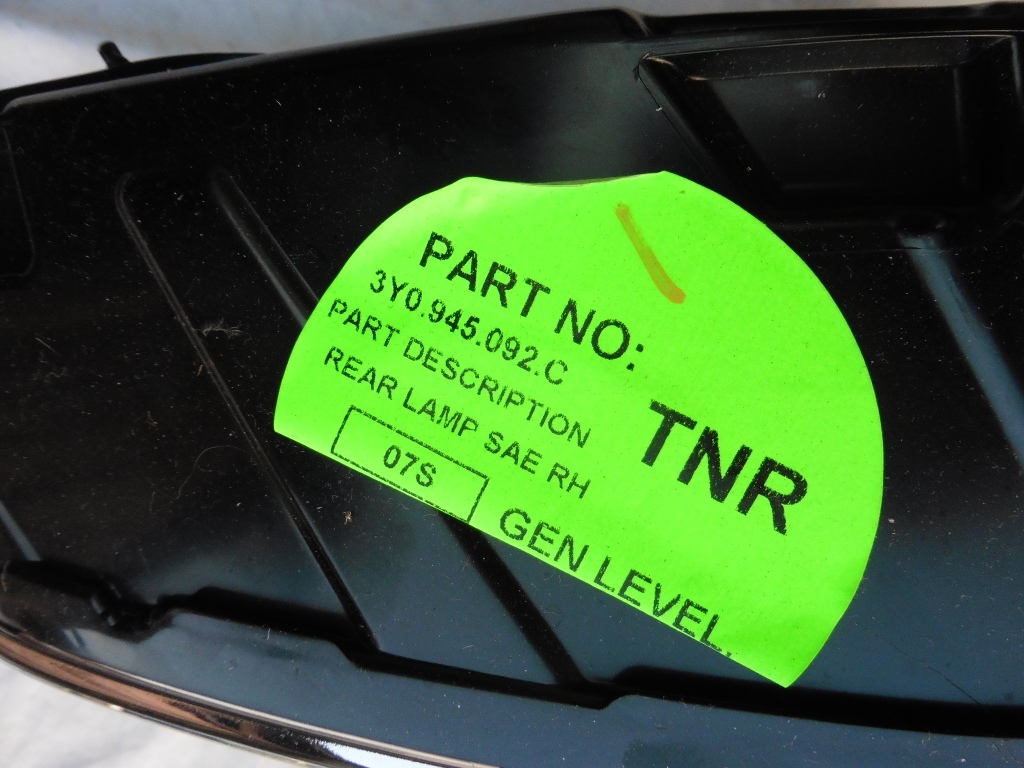 PART NO:
3Y0.945.092.C
PART DESCRIPTION
REAR LAMP SAE RH
TNR
07S
GEN LEVEL.